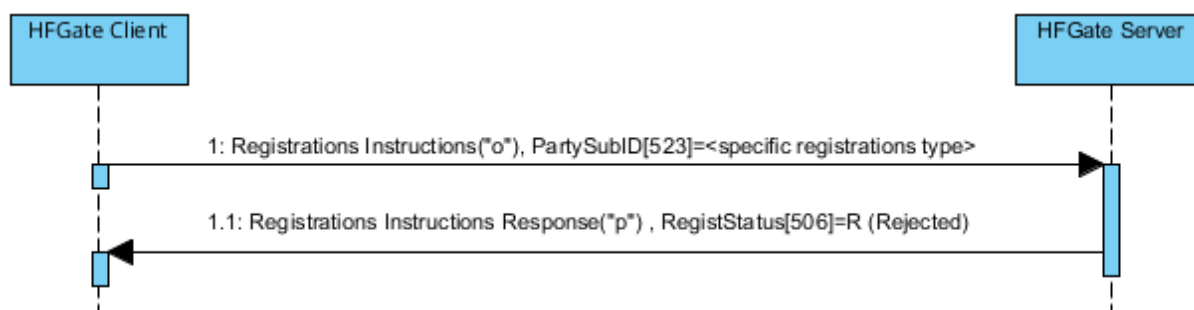 HFGate Client
HFGate Server
1: Registrations Instructions("o"), PartySubID[523]=<specific registrations type>
1.1: Registrations Instructions Response("p") , RegistStatus[506]=R (Rejected)